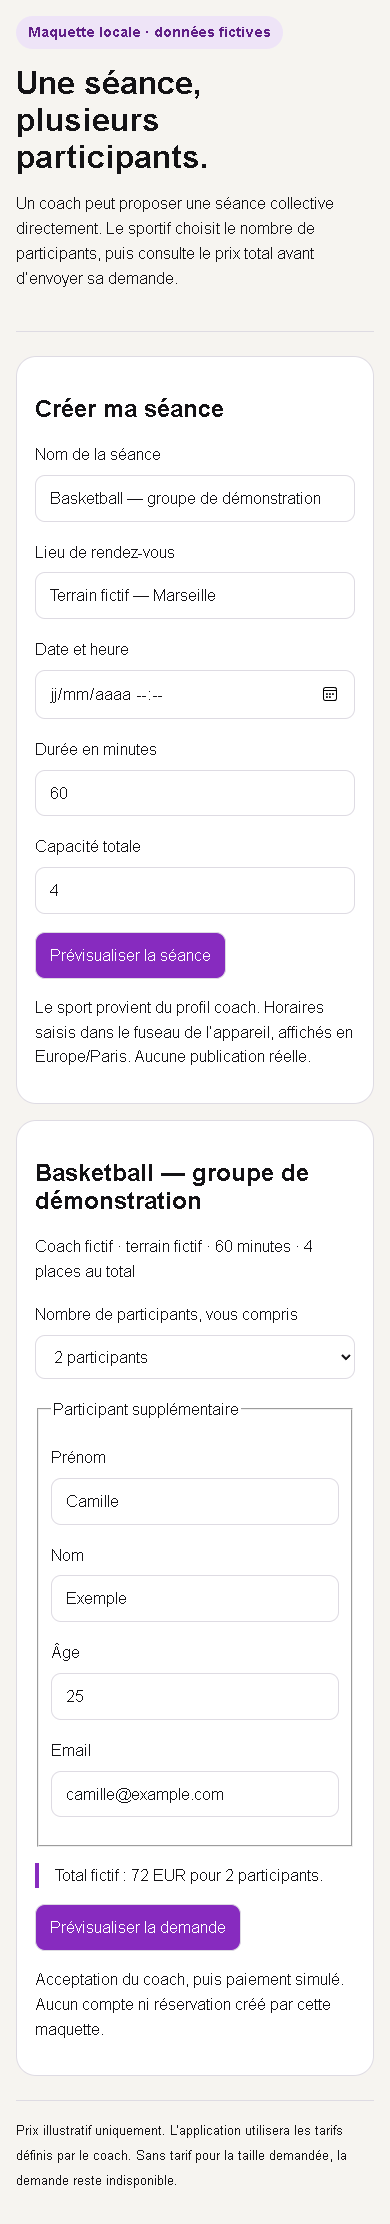 Maquette locale · données fictives
Une séance,
plusieurs
participants.
Un coach peut proposer une séance collective
directement. Le sportif choisit le nombre de
participants, puis consulte le prix total avant
d'envoyer sa demande.
Créer ma séance
Nom de la séance
Basketball — groupe de démonstration
Lieu de rendez-vous
Terrain fictif — Marseille
Date et heure
jj/mm/aaaa --:--
Durée en minutes
60
Capacité totale
4
Prévisualiser la séance
Le sport provient du profil coach. Horaires
saisis dans le fuseau de l'appareil, affichés en
Europe/Paris. Aucune publication réelle.
Basketball — groupe de
démonstration
Coach fictif · terrain fictif · 60 minutes · 4
places au total
Nombre de participants, vous compris
2 participants
Participant supplémentaire
Prénom
Camille
Nom
Exemple
Âge
25
Email
camille@example.com
Total fictif : 72 EUR pour 2 participants.
Prévisualiser la demande
Acceptation du coach, puis paiement simulé.
Aucun compte ni réservation créé par cette
maquette.
Prix illustratif uniquement. L'application utilisera les tarifs
définis par le coach. Sans tarif pour la taille demandée, la
demande reste indisponible.